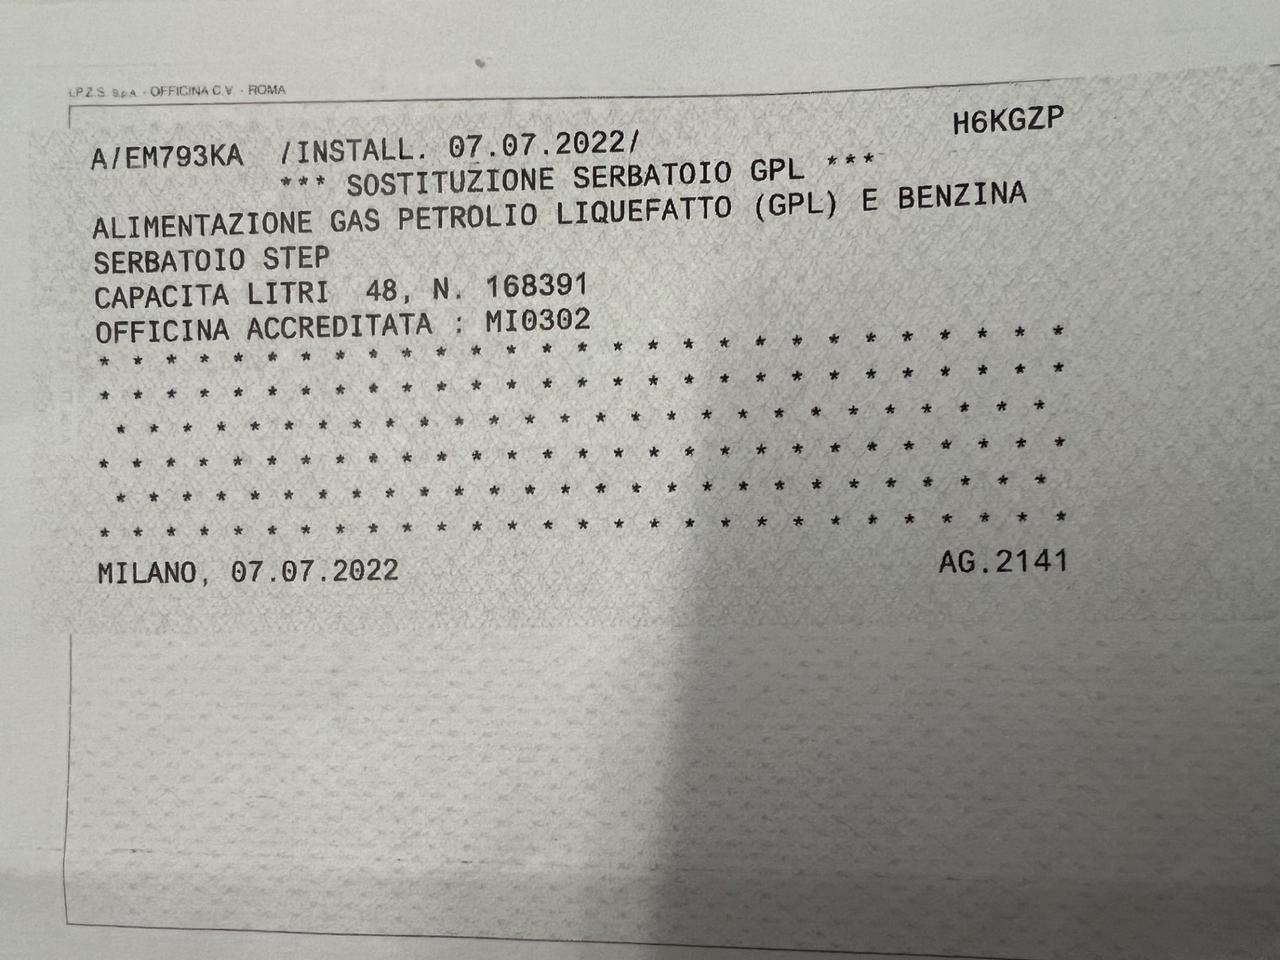 I.P.Z.S. S.p.A. - OFFICINA C.V. - ROMA
H6KGZP
A/EM793KA /INSTALL. 07.07.2022/
*** SOSTITUZIONE SERBATOIO GPL ***
ALIMENTAZIONE GAS PETROLIO LIQUEFATTO (GPL) E BENZINA
SERBATOIO STEP
CAPACITA LITRI 48, N. 168391
OFFICINA ACCREDITATA : MI0302
* * * * * * * * * * * * * * * * * * * * * * * * * * * *
* * * * * * * * * * * * * * * * * * * * * * * * * * * *
* * * * * * * * * * * * * * * * * * * * * * * * * * *
* * * * * * * * * * * * * * * * * * * * * * * * * * * *
* * * * * * * * * * * * * * * * * * * * * * * * * * *
* * * * * * * * * * * * * * * * * * * * * * * * * * * *
MILANO, 07.07.2022 AG.2141